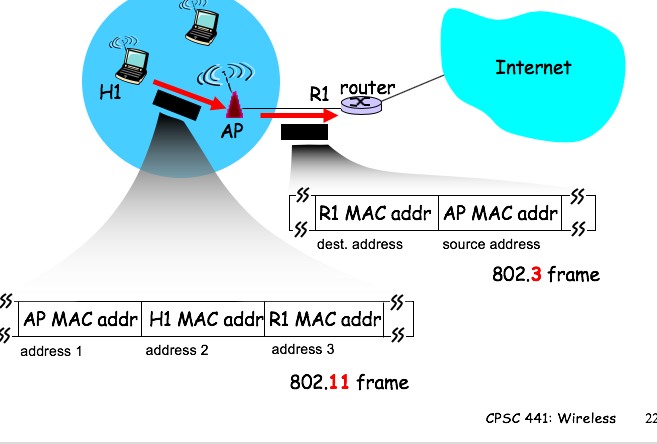 Internet
R1 router
H1
AP
R1 MAC addr AP MAC addr
dest. address source address
802.3 frame
AP MAC addr H1 MAC addr R1 MAC addr
address 1 address 2 address 3
802.11 frame
CPSC 441: Wireless 22